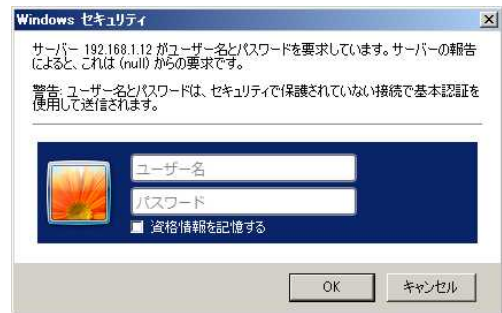 Windows セキュリティ
サーバー 192.168.1.12 がユーザー名とパスワードを要求しています。サーバーの報告
によると、これは (null) からの要求です。
警告: ユーザー名とパスワードは、セキュリティで保護されていない接続で基本認証を
使用して送信されます。
ユーザー名
パスワード
資格情報を記憶する
OK
キャンセル